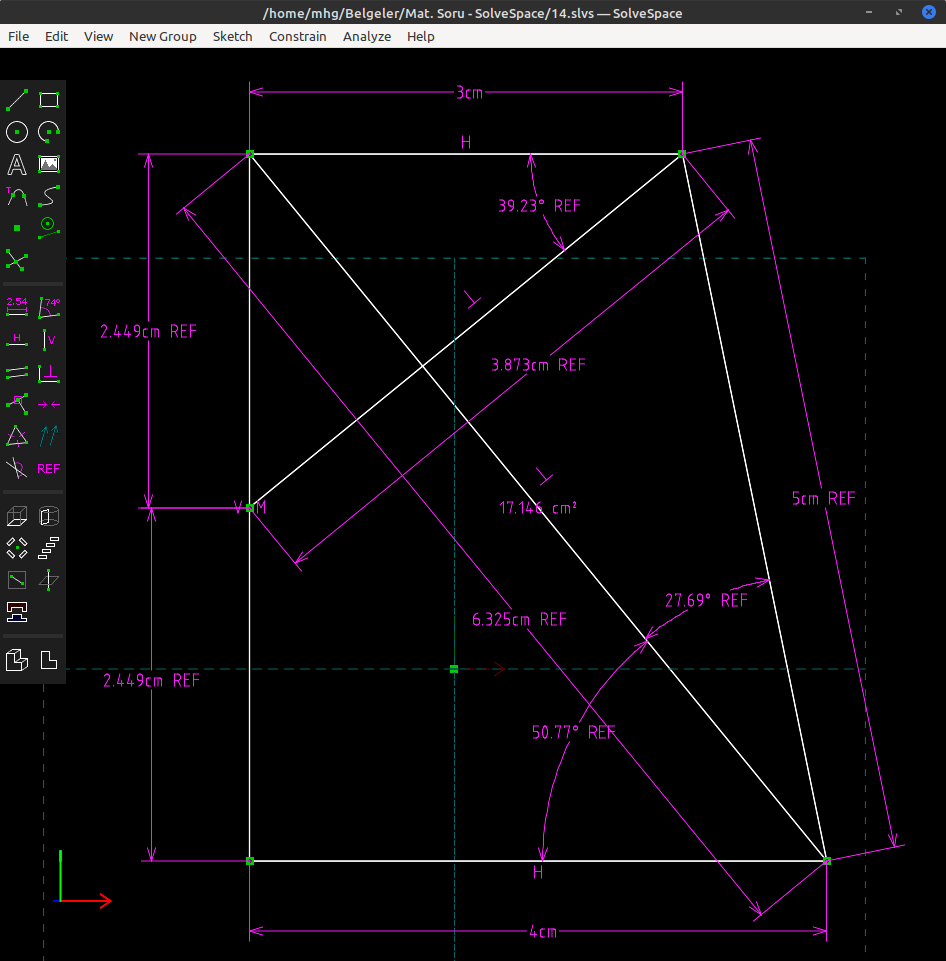 /home/mhg/Belgeler/Mat. Soru - SolveSpace/14.slvs — SolveSpace
File Edit View New Group Sketch Constrain Analyze Help
3cm
H
39.23° REF
2.449cm REF
3.873cm REF
5cm REF
V M
17.146 cm²
27.69° REF
6.325cm REF
2.449cm REF
50.77° REF
H
4cm
A
T
2.54
74°
H
V
REF